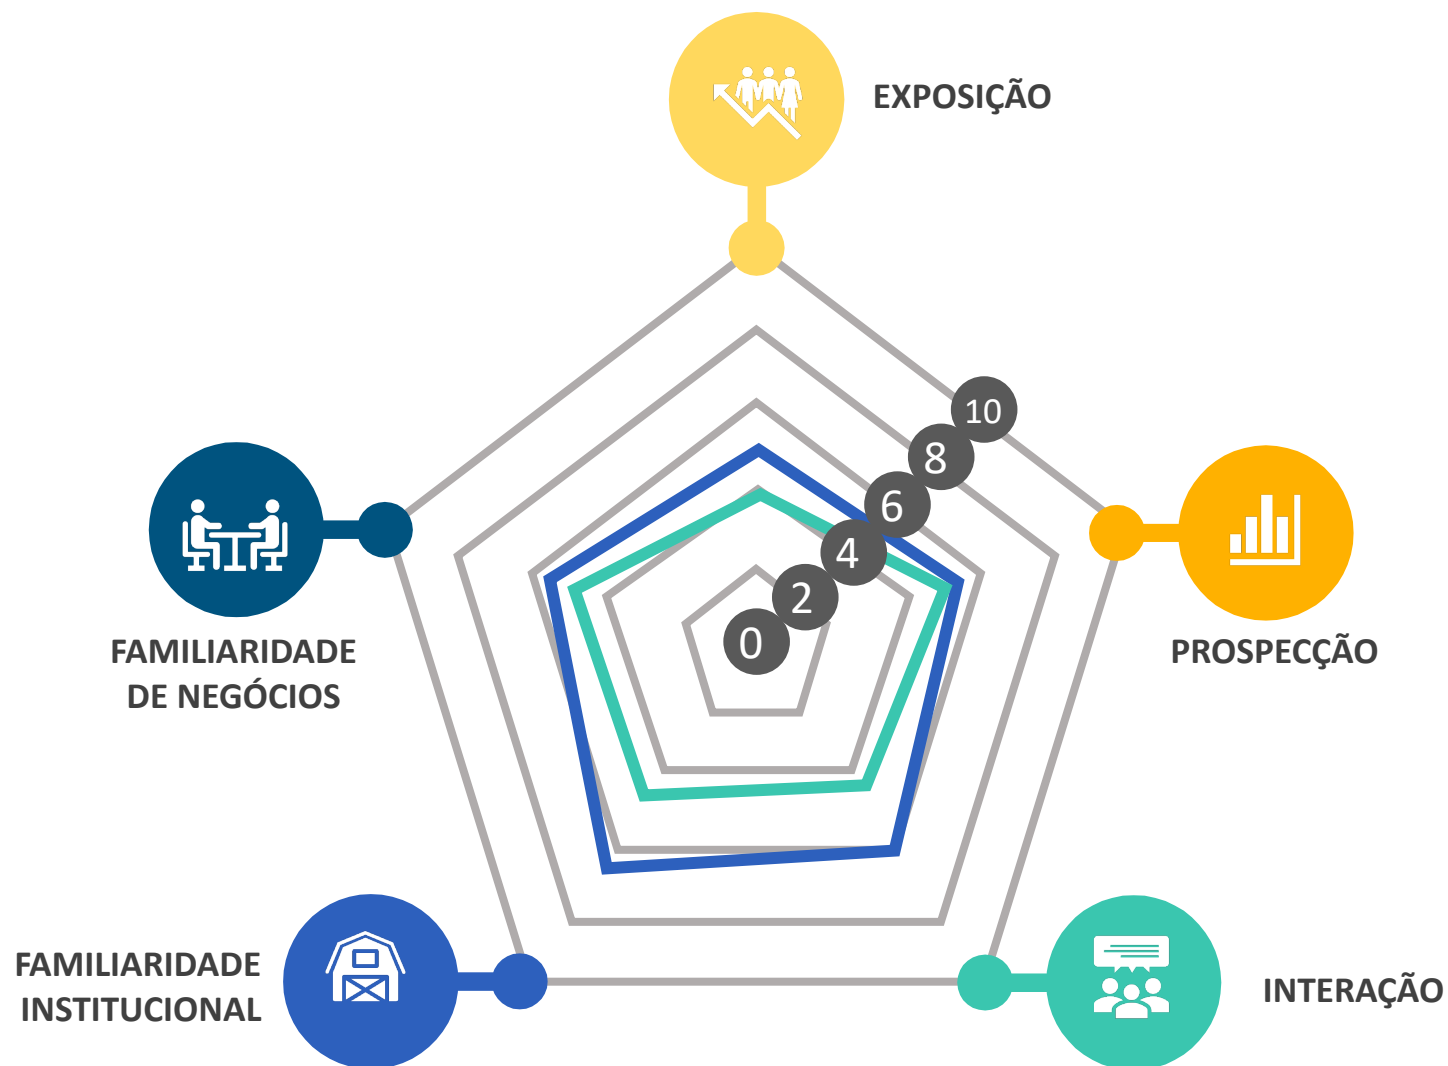 EXPOSIÇÃO
10
8
6
4
2
0
PROSPECÇÃO
FAMILIARIDADE
DE NEGÓCIOS
FAMILIARIDADE
INSTITUCIONAL
INTERAÇÃO